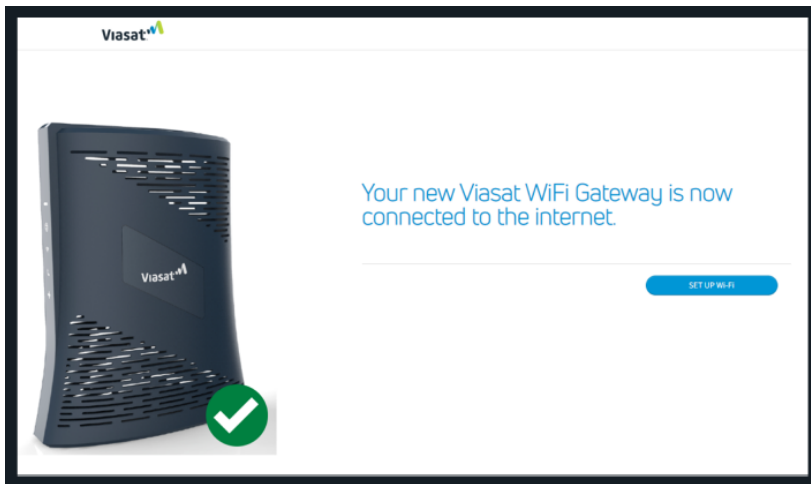 Viasat
Your new Viasat WiFi Gateway is now
connected to the internet.
Viasat
SET UP Wi-Fi